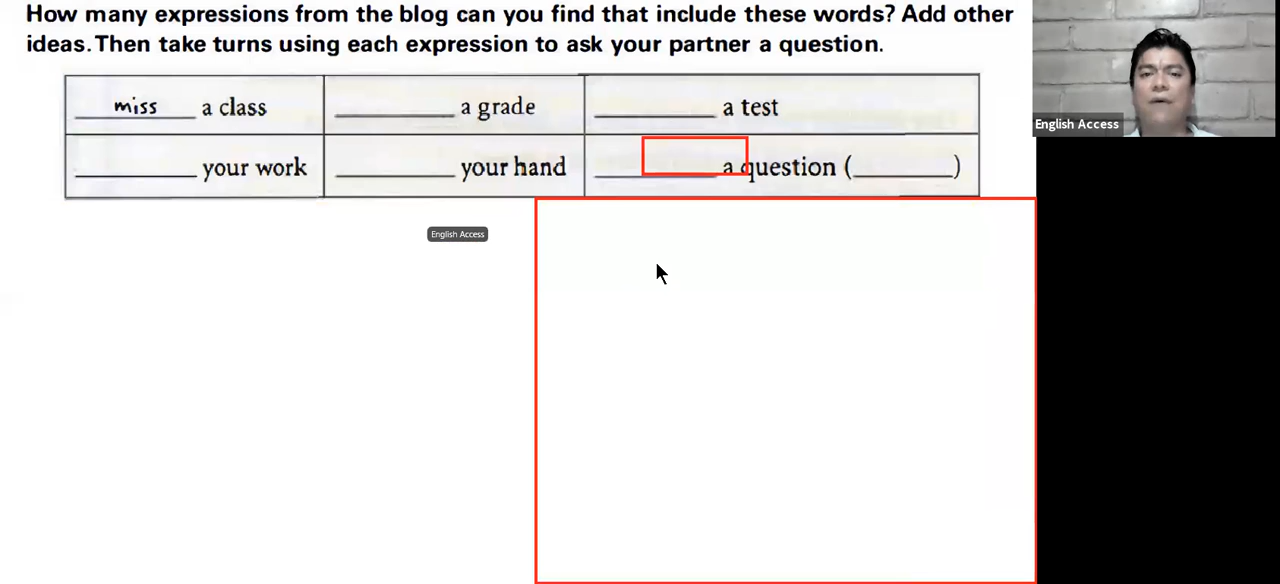 How many expressions from the blog can you find that include these words? Add other
ideas. Then take turns using each expression to ask your partner a question.
miss a class
a grade
a test
your work
your hand
a question ( )
English Access
English Access